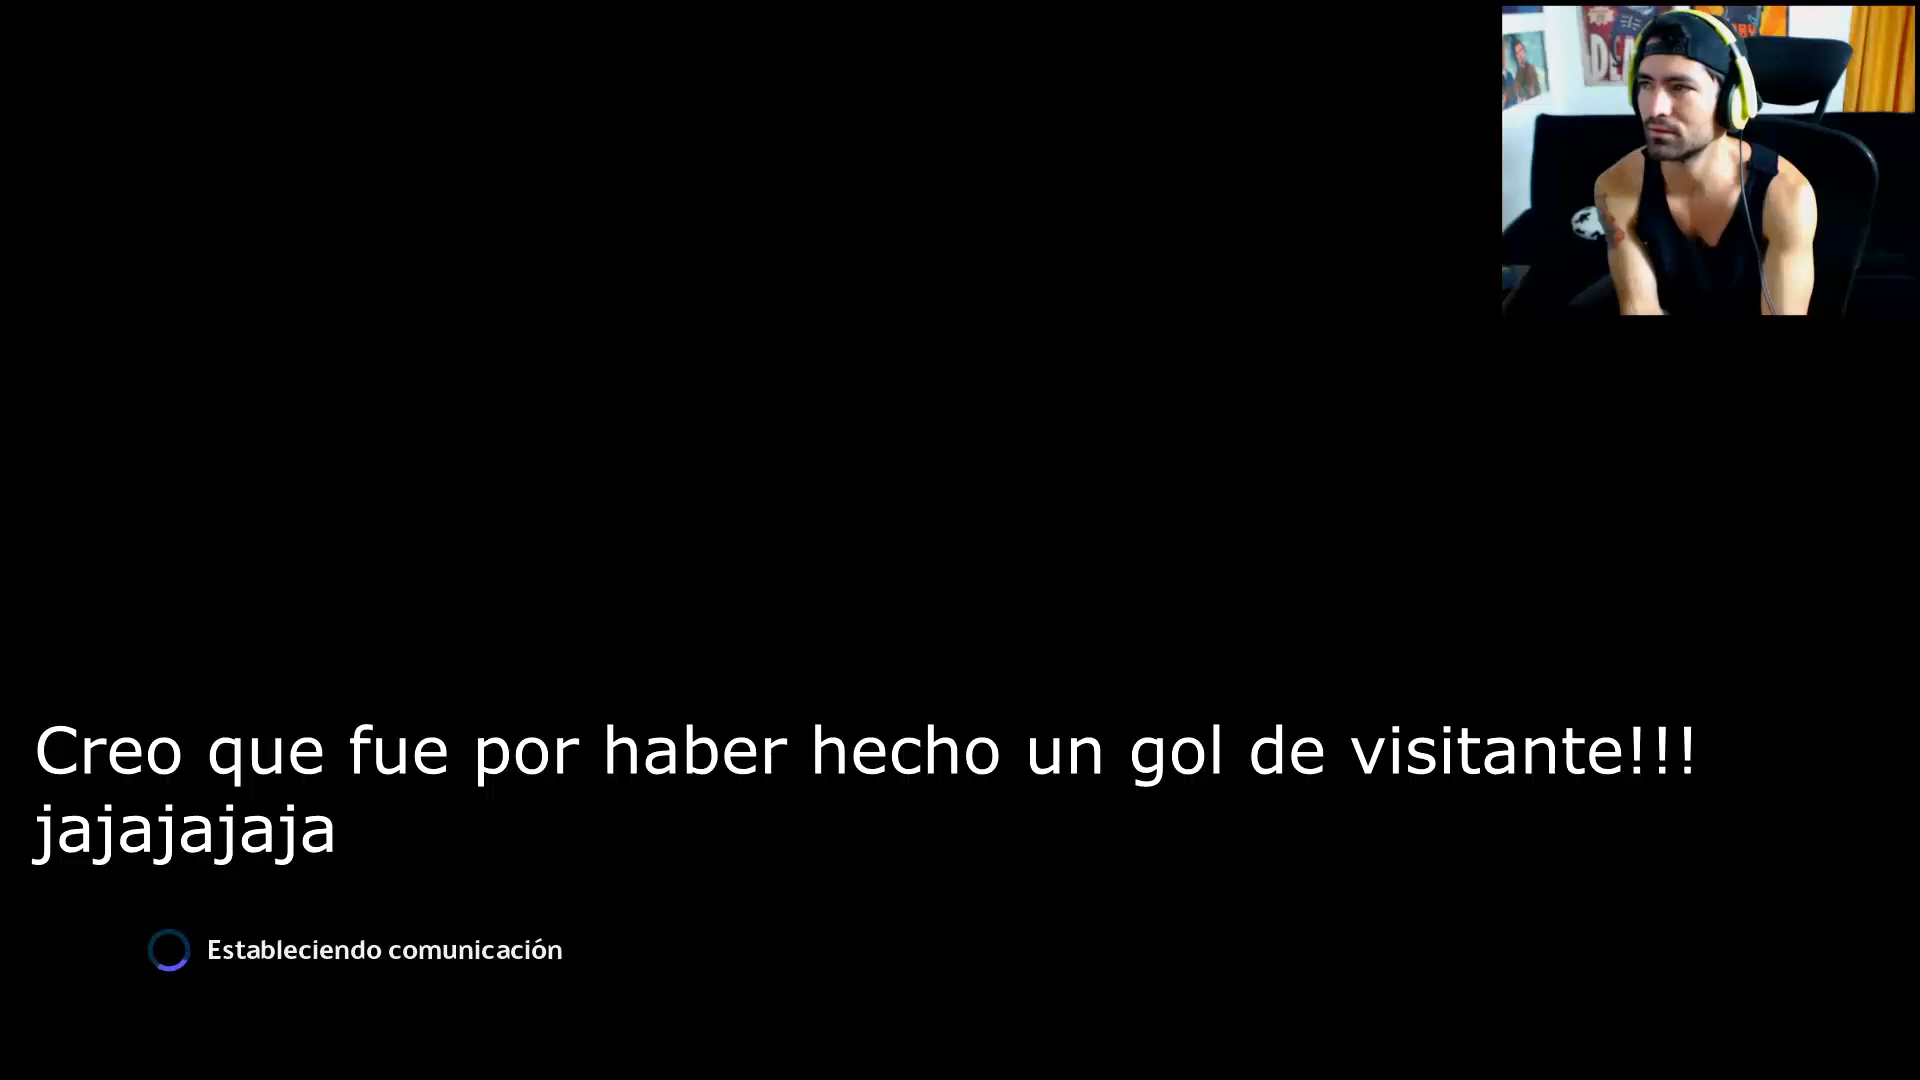 Creo que fue por haber hecho un gol de visitante!!!
jajajajaja
Estableciendo comunicación